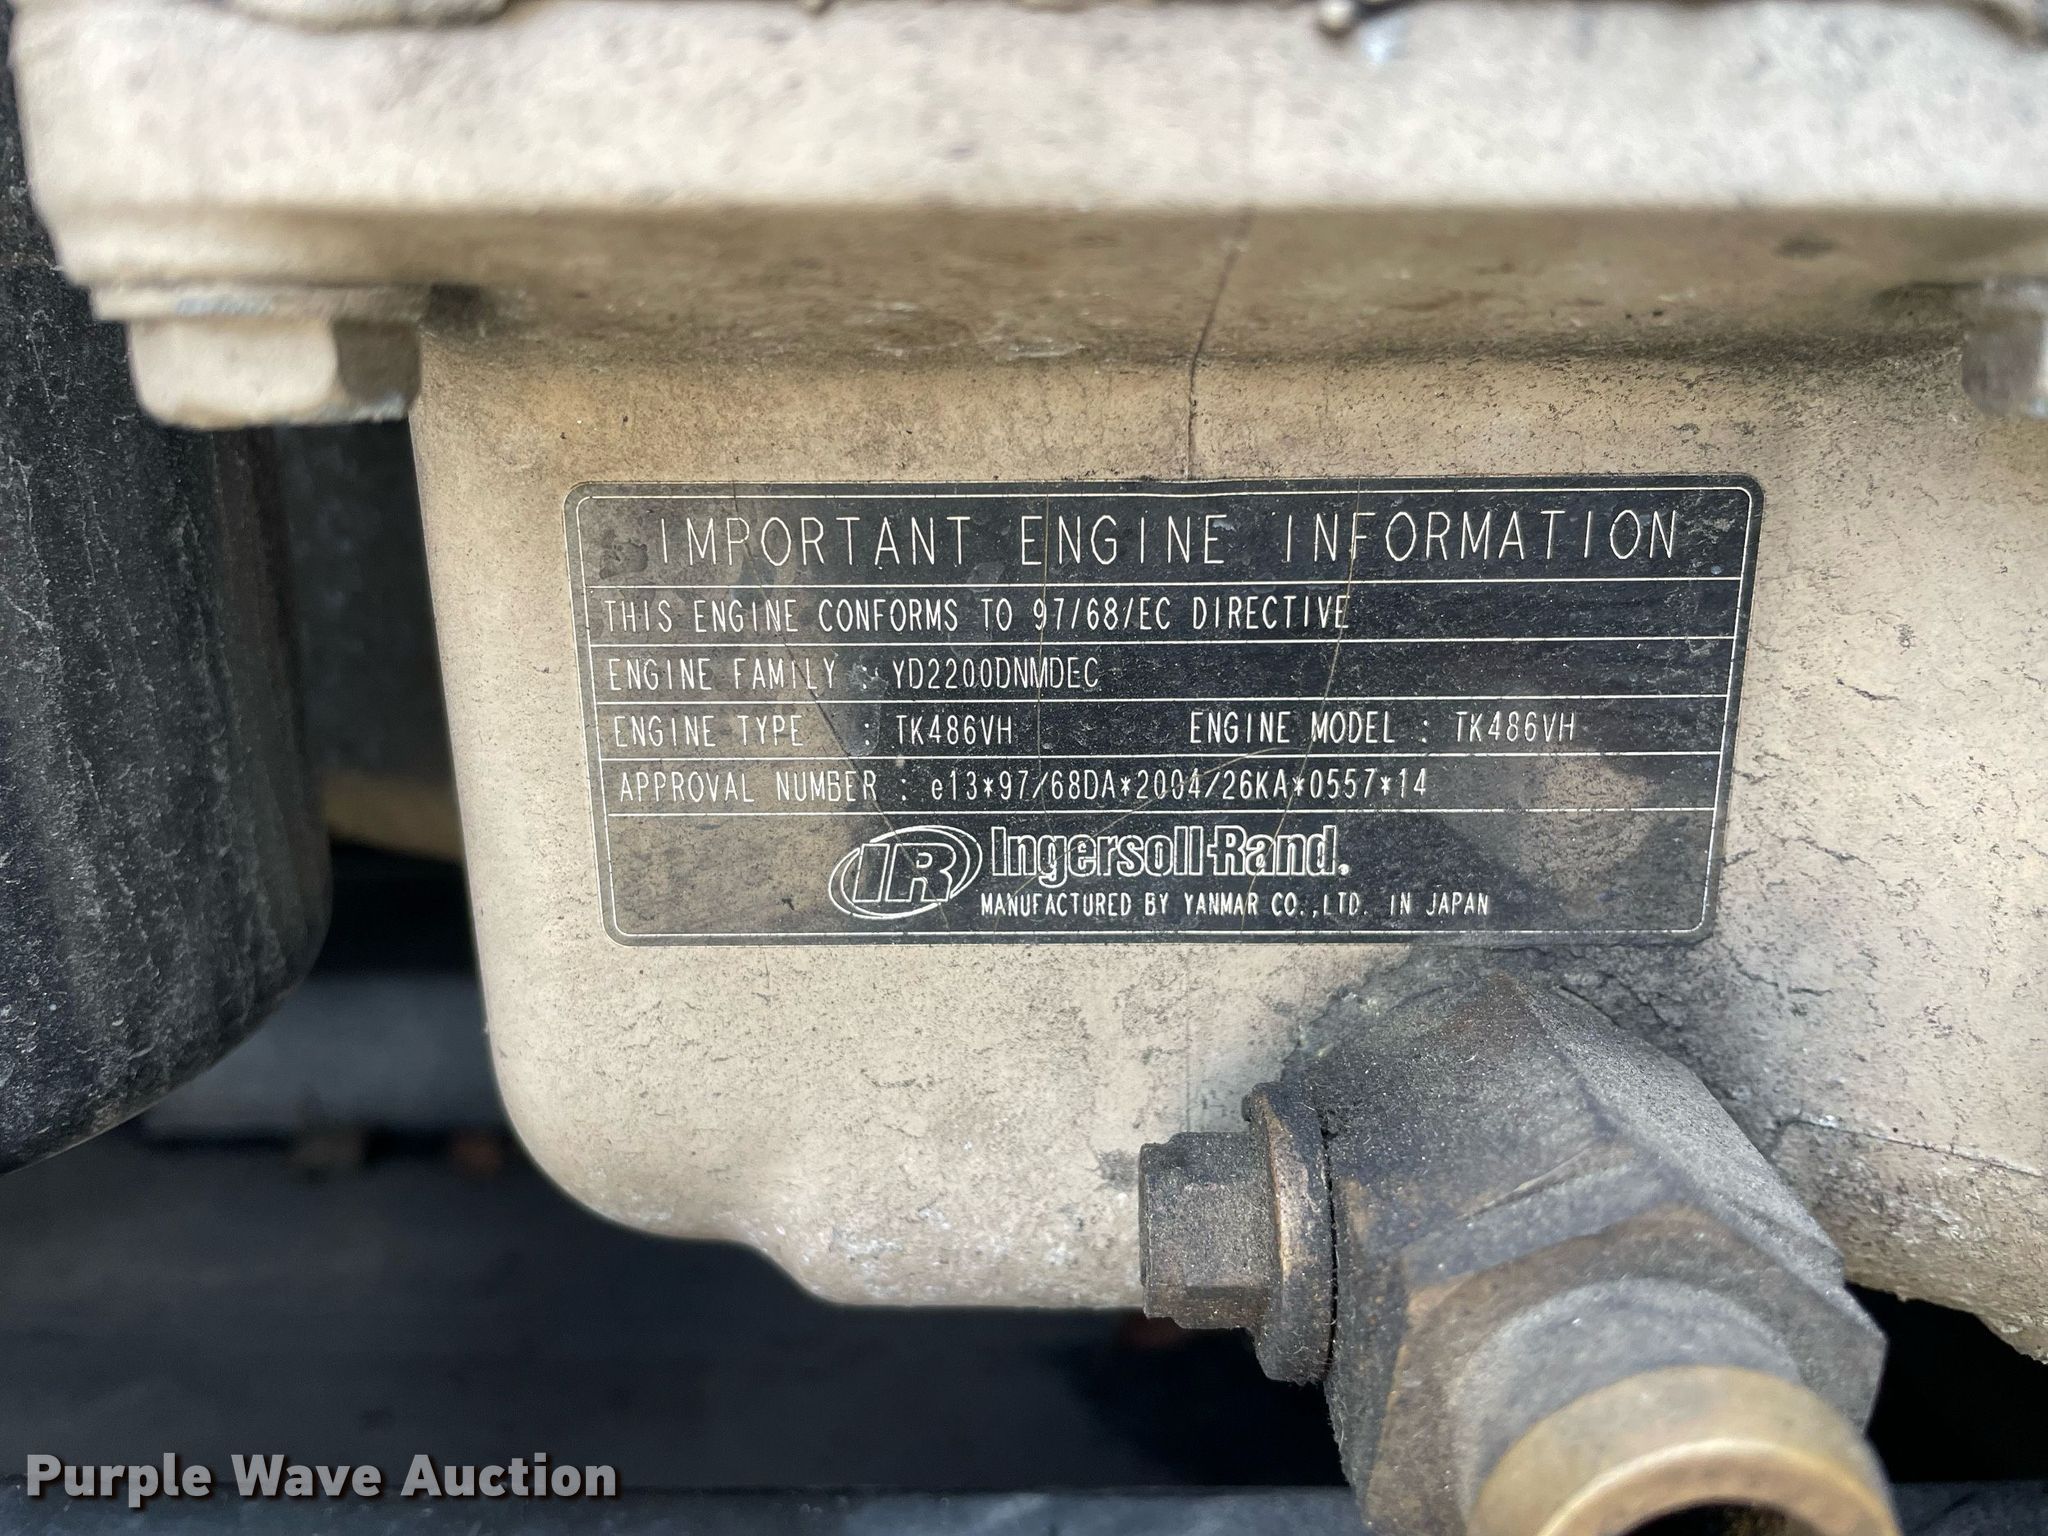 IMPORTANT ENGINE INFORMATION
THIS ENGINE CONFORMS TO 97/68/EC DIRECTIVE
ENGINE FAMILY : YD2200DNMDEC
ENGINE TYPE : TK486VH ENGINE MODEL : TK486VH
APPROVAL NUMBER : e13*97/68DA*2004/26KA*0557*14
IR Ingersoll-Rand.
MANUFACTURED BY YANMAR CO.,LTD. IN JAPAN
Purple Wave Auction